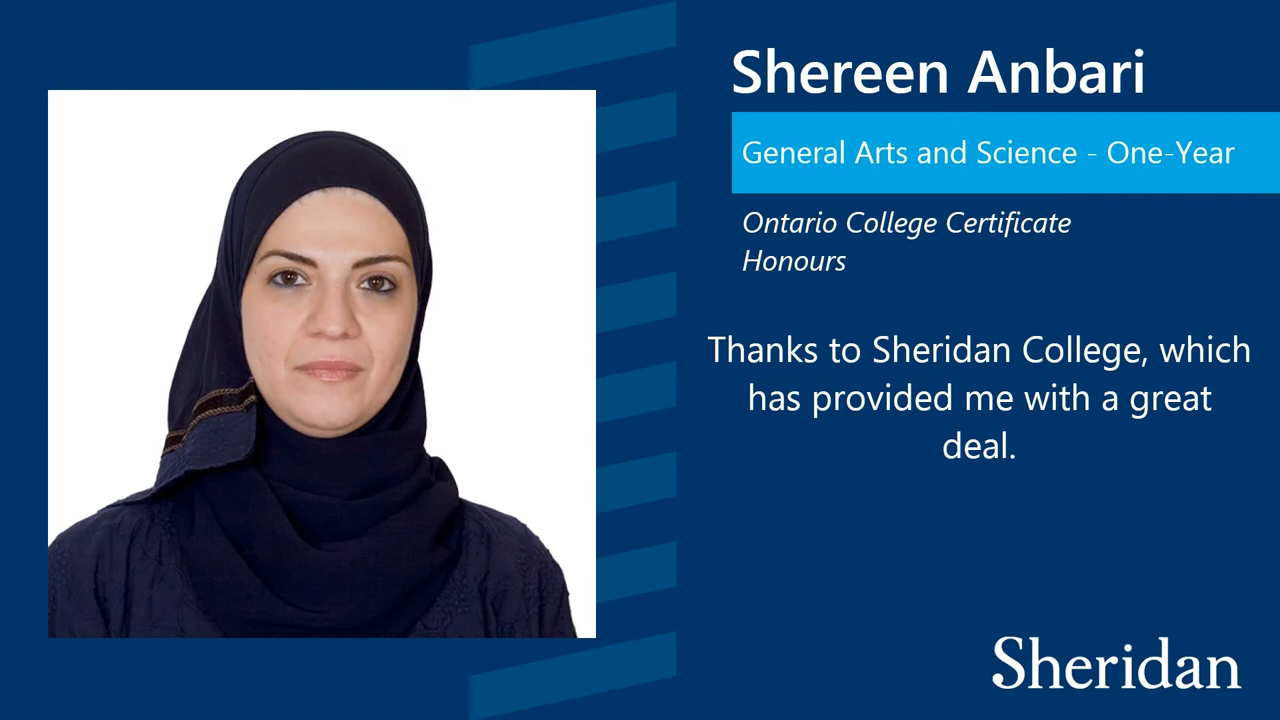 Shereen Anbari
General Arts and Science - One-Year
Ontario College Certificate
Honours
Thanks to Sheridan College, which
has provided me with a great
deal.
Sheridan